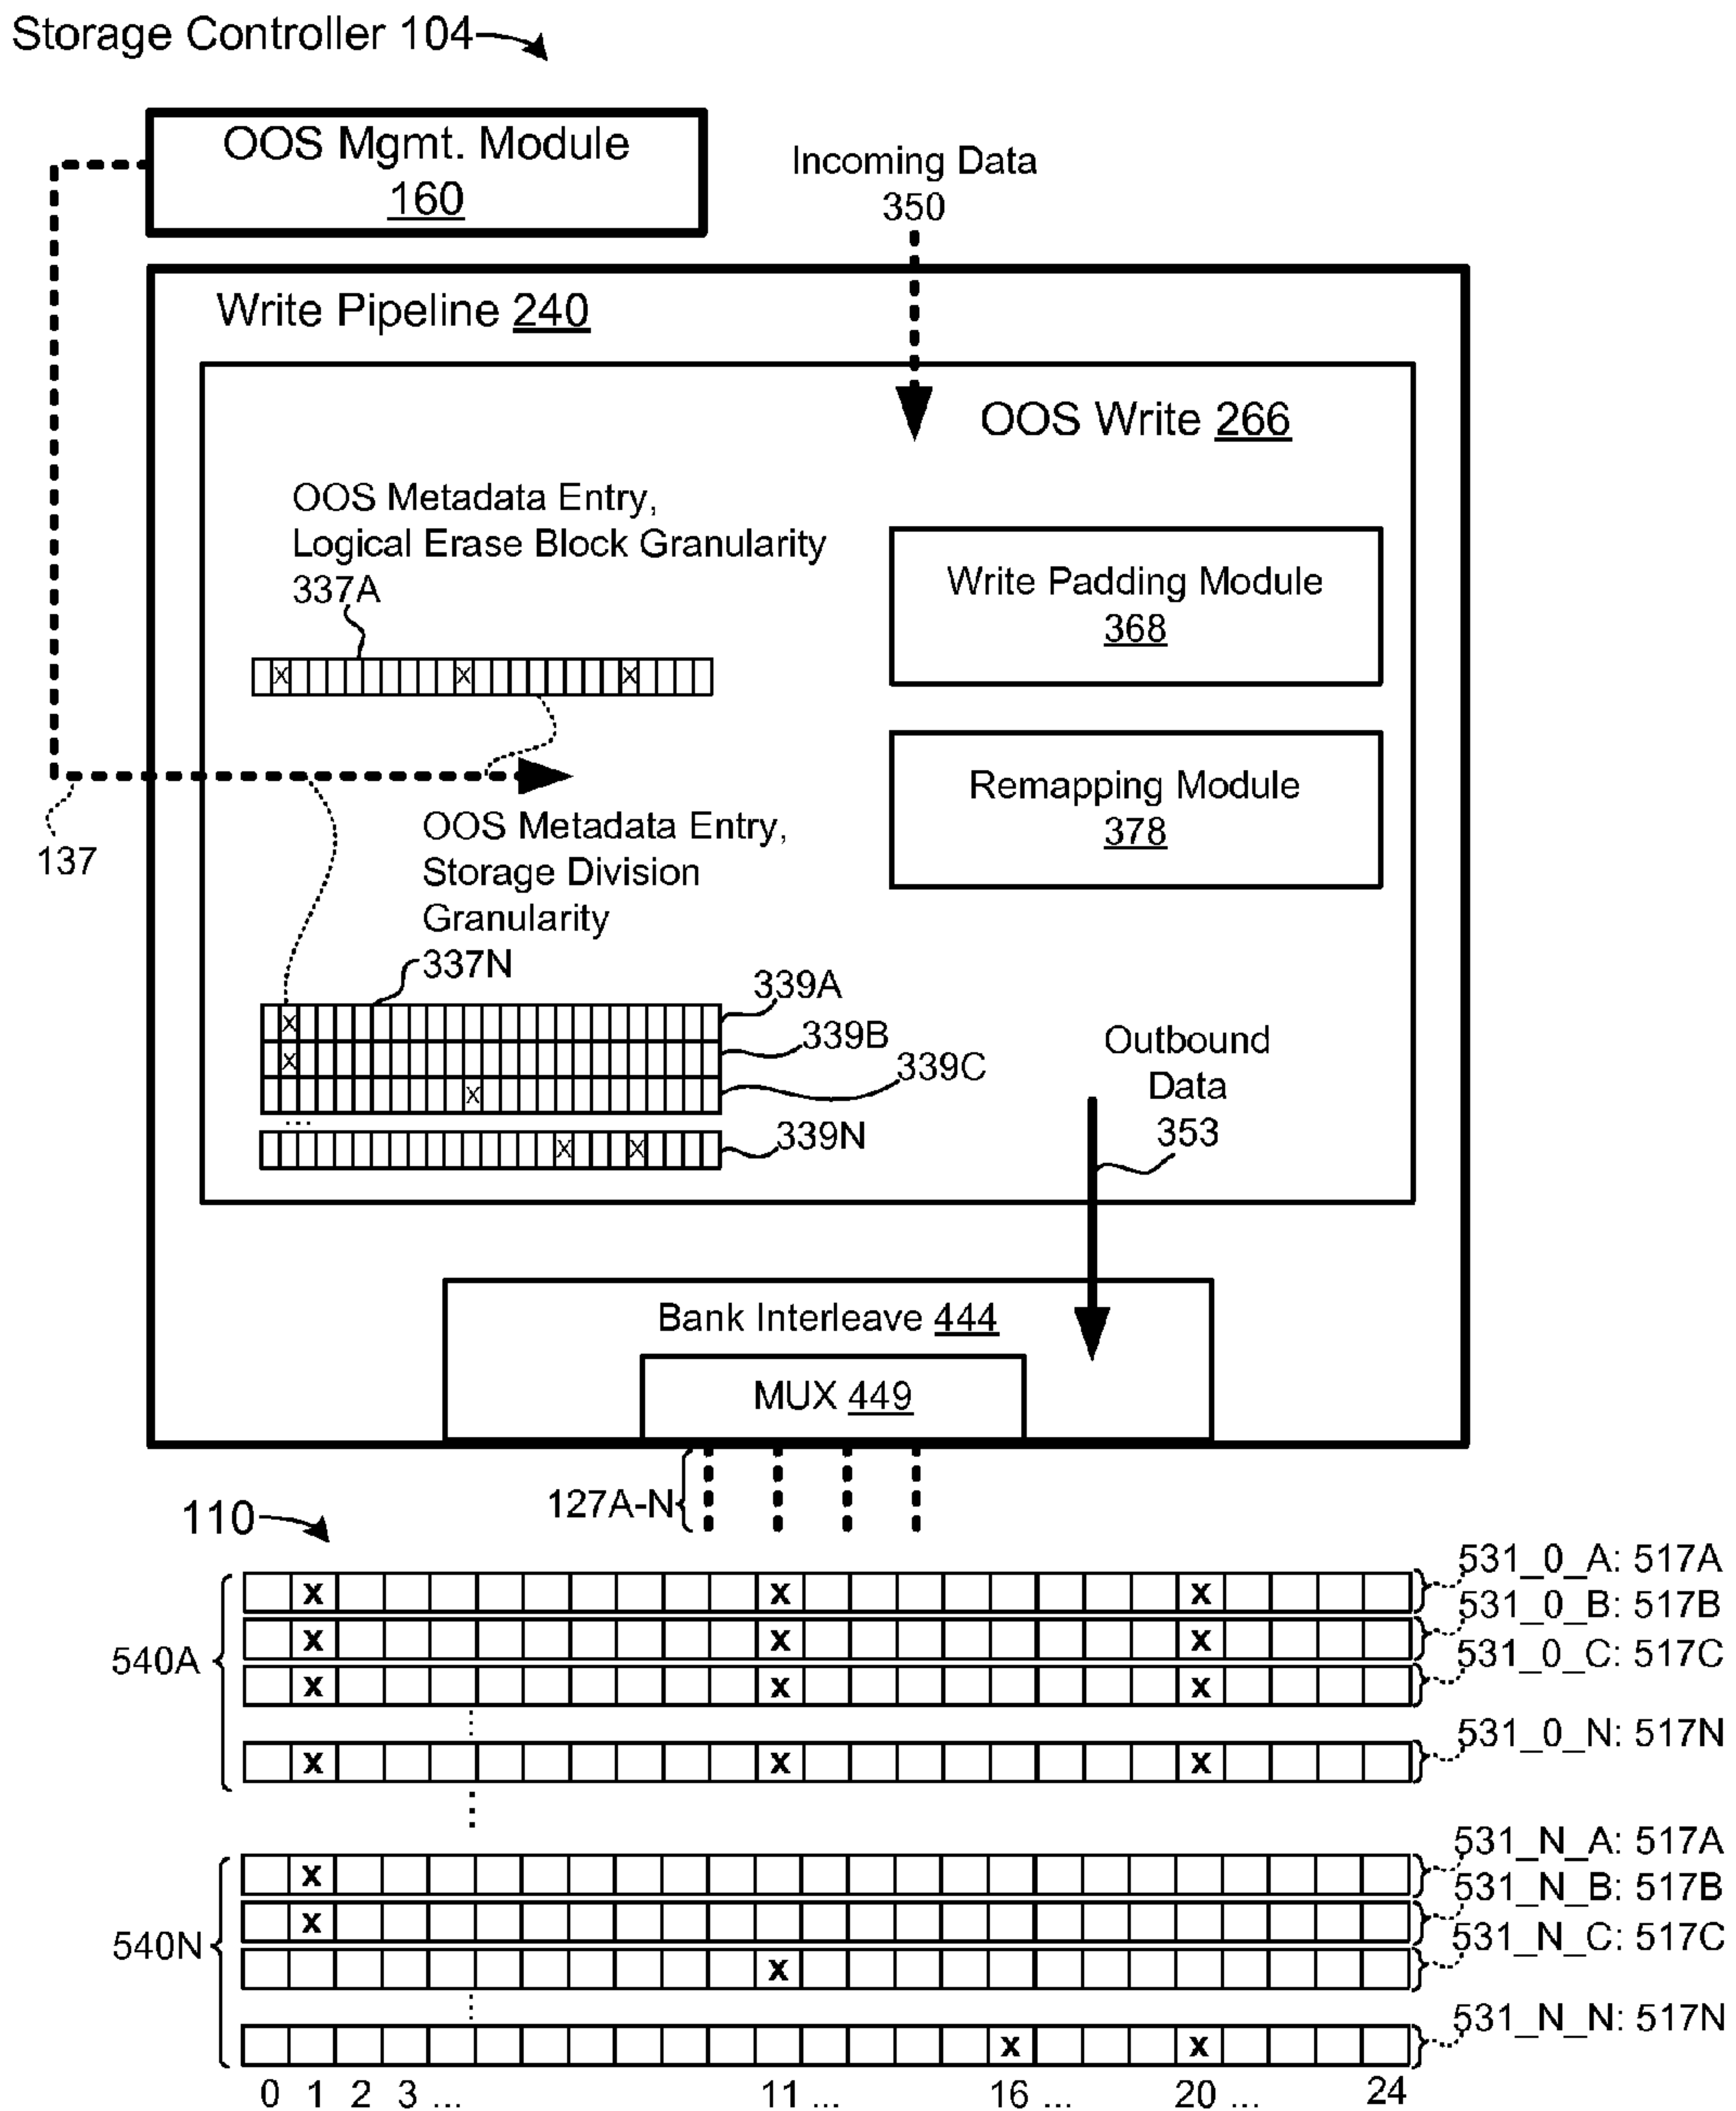 Storage Controller 104
OOS Mgmt. Module
160
Incoming Data
350
Write Pipeline 240
OOS Write 266
OOS Metadata Entry,
Logical Erase Block Granularity
337A
Write Padding Module
368
X X X
Remapping Module
378
137
OOS Metadata Entry,
Storage Division
Granularity
337N
339A
X
339B
X
339C
X
...
339N
X X
Outbound
Data
353
Bank Interleave 444
MUX 449
127A-N
110
540A
x x x
531_0_A: 517A
x x x
531_0_B: 517B
x x x
531_0_C: 517C
x x x
531_0_N: 517N
540N
x
531_N_A: 517A
x
531_N_B: 517B
x
531_N_C: 517C
x x
531_N_N: 517N
0 1 2 3 ... 11 ... 16 ... 20 ... 24